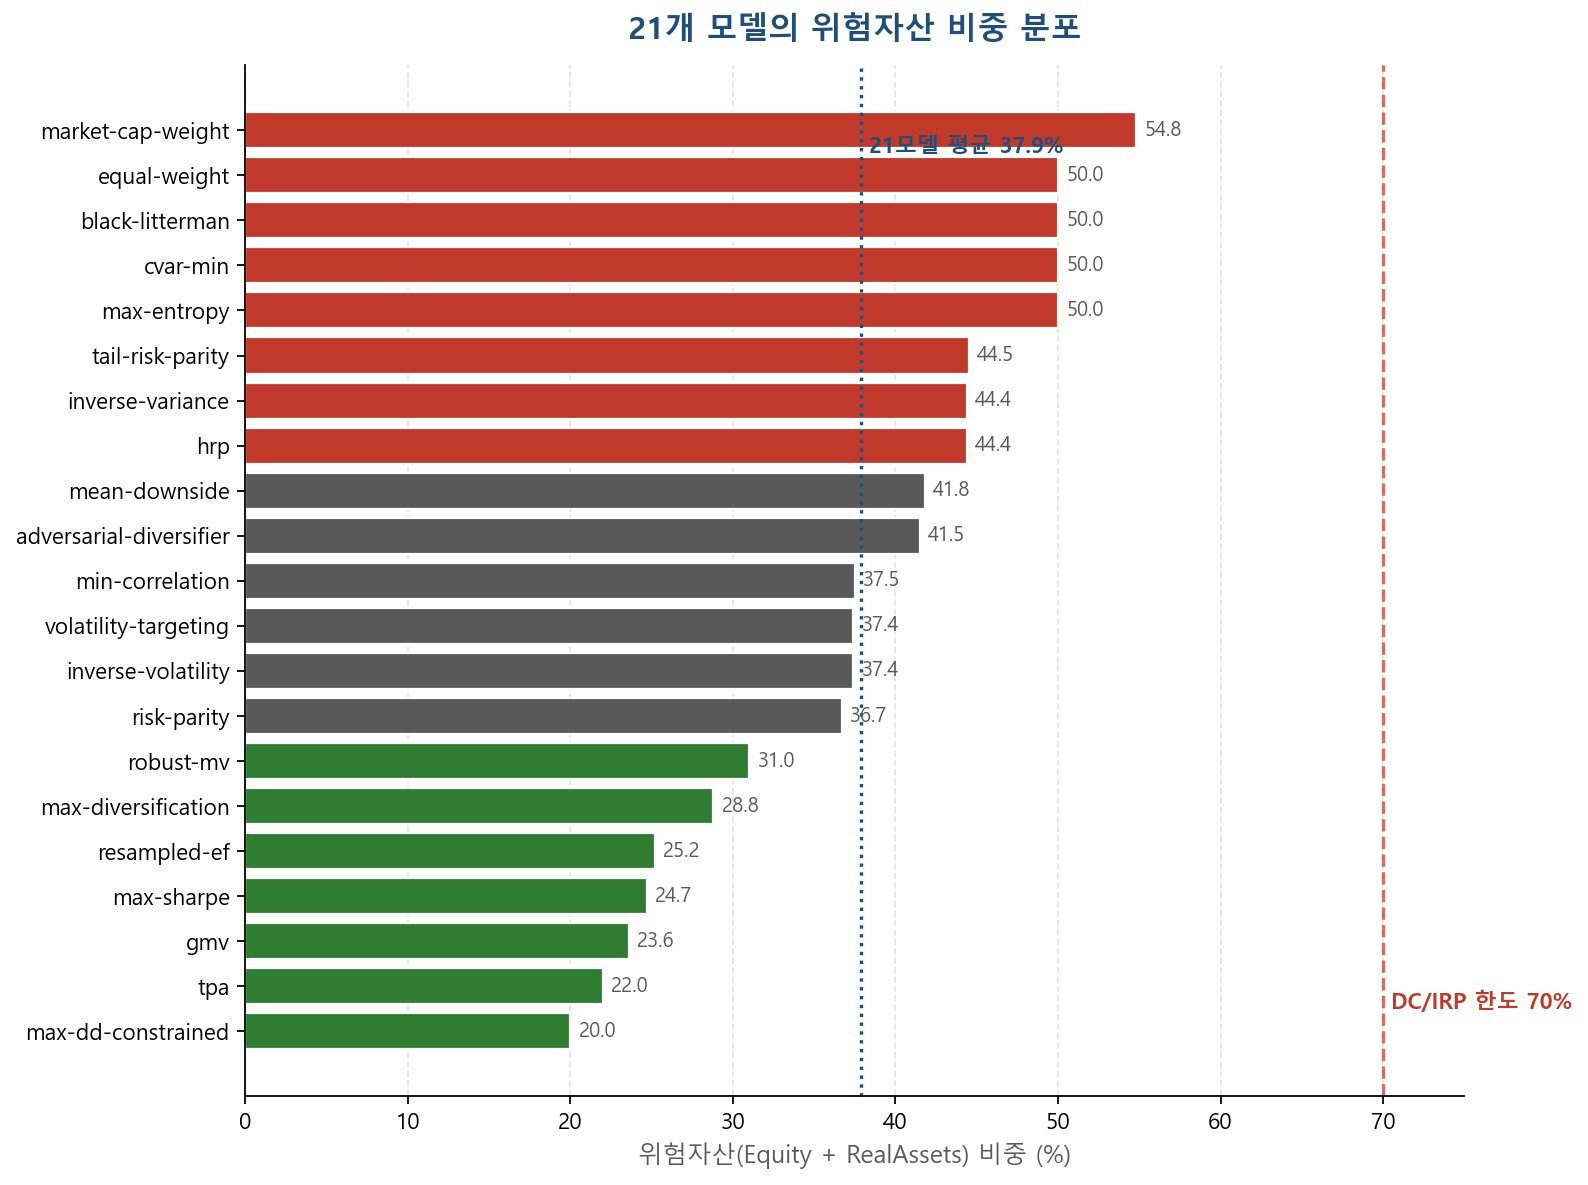 21개 모델의 위험자산 비중 분포
market-cap-weight 54.8
21모델 평균 37.9%
equal-weight 50.0
black-litterman 50.0
cvar-min 50.0
max-entropy 50.0
tail-risk-parity 44.5
inverse-variance 44.4
hrp 44.4
mean-downside 41.8
adversarial-diversifier 41.5
min-correlation 37.5
volatility-targeting 37.4
inverse-volatility 37.4
risk-parity 36.7
robust-mv 31.0
max-diversification 28.8
resampled-ef 25.2
max-sharpe 24.7
gmv 23.6
tpa 22.0
DC/IRP 한도 70%
max-dd-constrained 20.0
0 10 20 30 40 50 60 70
위험자산(Equity + RealAssets) 비중 (%)